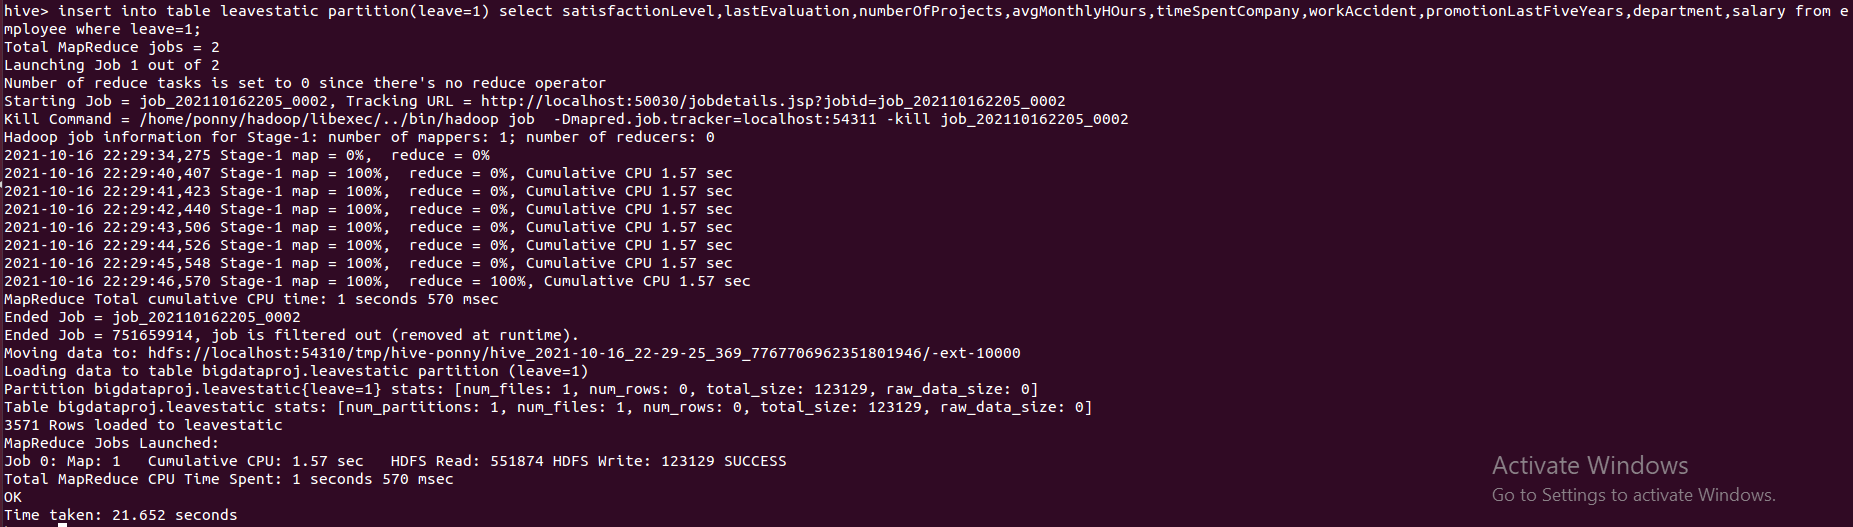 hive> insert into table leavestatic partition(leave=1) select satisfactionLevel,lastEvaluation,numberOfProjects,avgMonthlyHOurs,timeSpentCompany,workAccident,promotionLastFiveYears,department,salary from e
mployee where leave=1;
Total MapReduce jobs = 2
Launching Job 1 out of 2
Number of reduce tasks is set to 0 since there's no reduce operator
Starting Job = job_202110162205_0002, Tracking URL = http://localhost:50030/jobdetails.jsp?jobid=job_202110162205_0002
Kill Command = /home/ponny/hadoop/libexec/../bin/hadoop job  -Dmapred.job.tracker=localhost:54311 -kill job_202110162205_0002
Hadoop job information for Stage-1: number of mappers: 1; number of reducers: 0
2021-10-16 22:29:34,275 Stage-1 map = 0%,  reduce = 0%
2021-10-16 22:29:40,407 Stage-1 map = 100%,  reduce = 0%, Cumulative CPU 1.57 sec
2021-10-16 22:29:41,423 Stage-1 map = 100%,  reduce = 0%, Cumulative CPU 1.57 sec
2021-10-16 22:29:42,440 Stage-1 map = 100%,  reduce = 0%, Cumulative CPU 1.57 sec
2021-10-16 22:29:43,506 Stage-1 map = 100%,  reduce = 0%, Cumulative CPU 1.57 sec
2021-10-16 22:29:44,526 Stage-1 map = 100%,  reduce = 0%, Cumulative CPU 1.57 sec
2021-10-16 22:29:45,548 Stage-1 map = 100%,  reduce = 0%, Cumulative CPU 1.57 sec
2021-10-16 22:29:46,570 Stage-1 map = 100%,  reduce = 100%, Cumulative CPU 1.57 sec
MapReduce Total cumulative CPU time: 1 seconds 570 msec
Ended Job = job_202110162205_0002
Ended Job = 751659914, job is filtered out (removed at runtime).
Moving data to: hdfs://localhost:54310/tmp/hive-ponny/hive_2021-10-16_22-29-25_369_7767706962351801946/-ext-10000
Loading data to table bigdataproj.leavestatic partition (leave=1)
Partition bigdataproj.leavestatic{leave=1} stats: [num_files: 1, num_rows: 0, total_size: 123129, raw_data_size: 0]
Table bigdataproj.leavestatic stats: [num_partitions: 1, num_files: 1, num_rows: 0, total_size: 123129, raw_data_size: 0]
3571 Rows loaded to leavestatic
MapReduce Jobs Launched:
Job 0: Map: 1   Cumulative CPU: 1.57 sec   HDFS Read: 551874 HDFS Write: 123129 SUCCESS
Total MapReduce CPU Time Spent: 1 seconds 570 msec
OK
Time taken: 21.652 seconds
Activate Windows
Go to Settings to activate Windows.